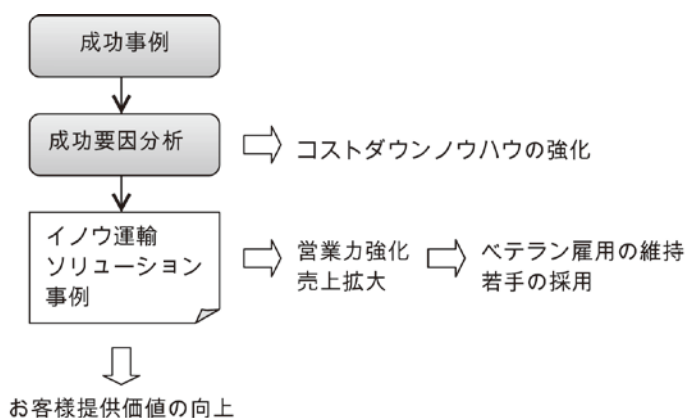 成功事例
成功要因分析
コストダウンノウハウの強化
イノウ運輸
ソリューション
事例
営業力強化
売上拡大
ベテラン雇用の維持
若手の採用
お客様提供価値の向上